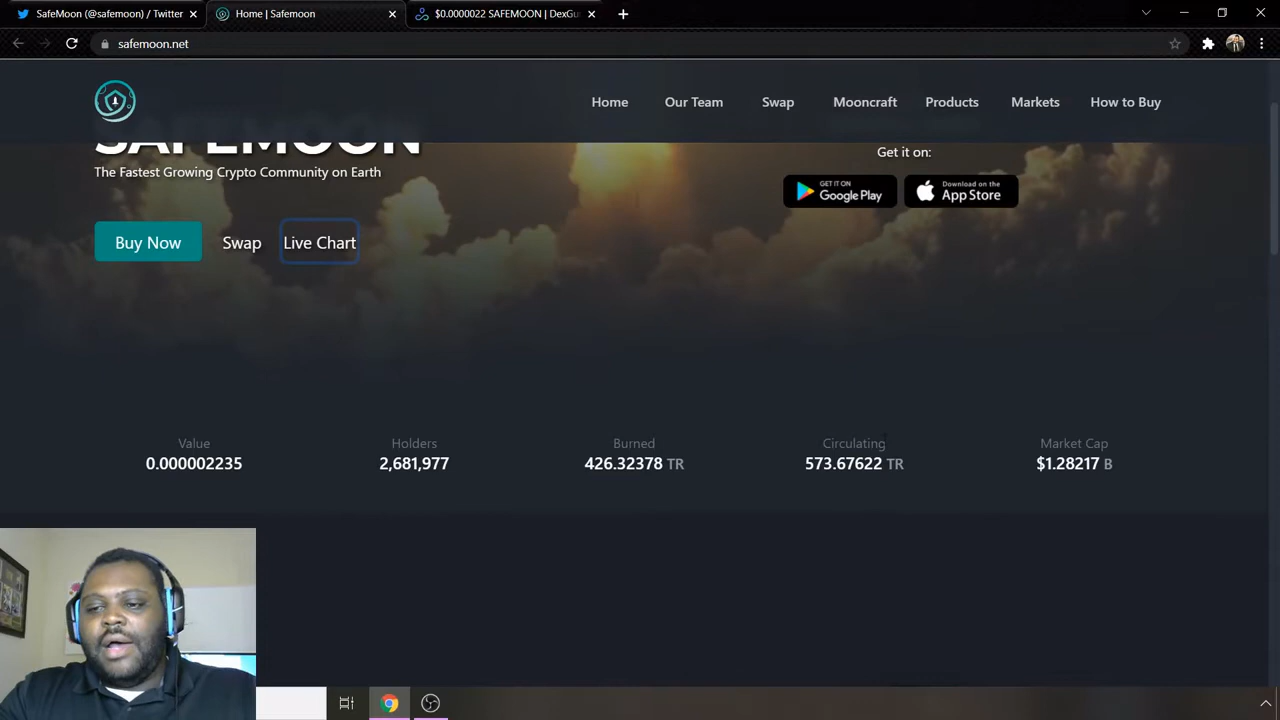 SafeMoon (@safemoon) / Twitter
Home | Safemoon
$0.0000022 SAFEMOON | DexGu
safemoon.net
Home
Our Team
Swap
Mooncraft
Products
Markets
How to Buy
SAFEMOON
The Fastest Growing Crypto Community on Earth
Get it on:
GET IT ON
Google Play
Download on the
App Store
Buy Now
Swap
Live Chart
Value
Holders
Burned
Circulating
Market Cap
0.000002235
2,681,977
426.32378 TR
573.67622 TR
$1.28217 B